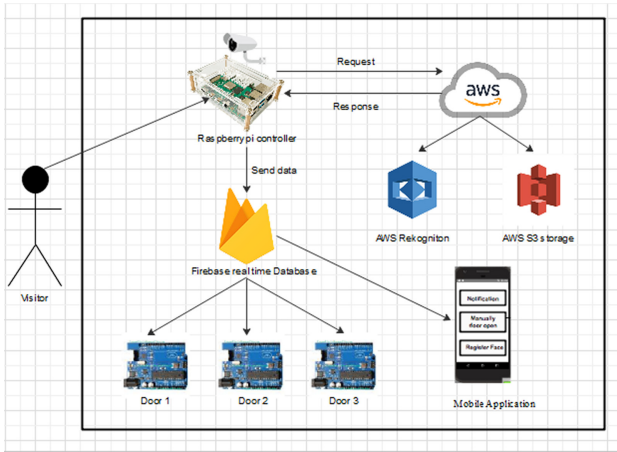 Request
aws
Response
Raspberry pi controller
Send data
AWS Rekogniton
AWS S3 storage
Firebase real time Database
Visitor
Notification
Manually
door open
Register Face
Door 1
Door 2
Door 3
Mobile Application